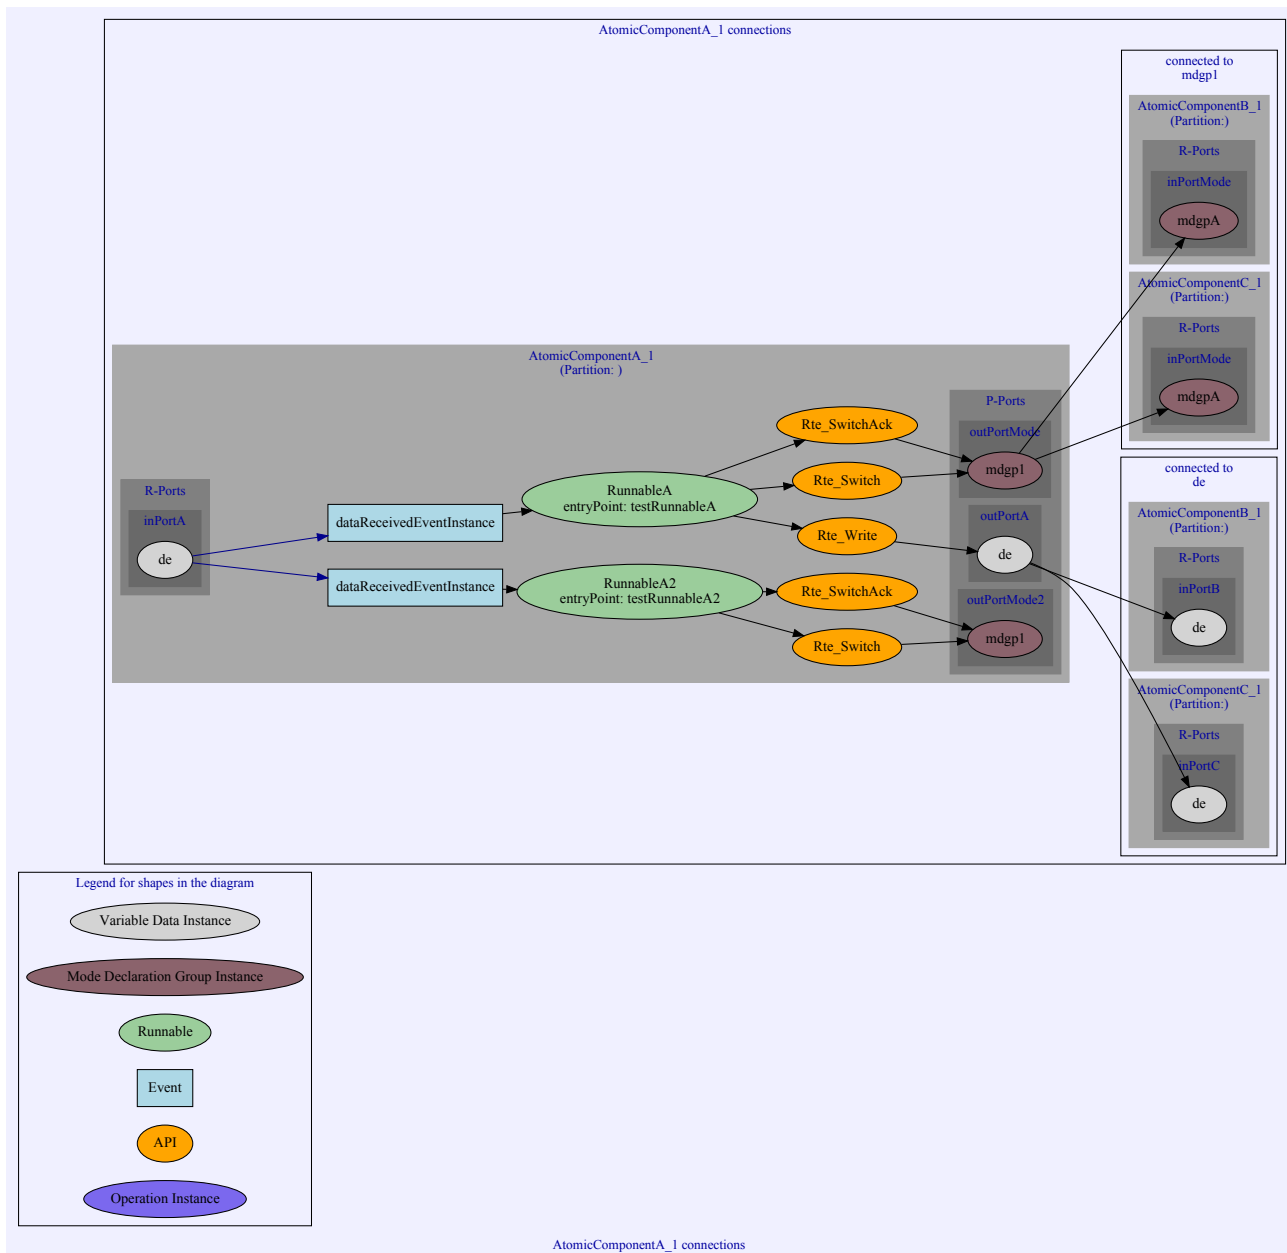 AtomicComponentA_1 connections
connected to
mdgp1
AtomicComponentB_1
(Partition:)
R-Ports
inPortMode
mdgpA
AtomicComponentC_1
(Partition:)
R-Ports
inPortMode
mdgpA
AtomicComponentA_1
(Partition: )
R-Ports
inPortA
de
dataReceivedEventInstance
dataReceivedEventInstance
RunnableA
entryPoint: testRunnableA
RunnableA2
entryPoint: testRunnableA2
Rte_SwitchAck
Rte_Switch
Rte_Write
Rte_SwitchAck
Rte_Switch
P-Ports
outPortMode
mdgp1
outPortA
de
outPortMode2
mdgp1
connected to
de
AtomicComponentB_1
(Partition:)
R-Ports
inPortB
de
AtomicComponentC_1
(Partition:)
R-Ports
inPortC
de
Legend for shapes in the diagram
Variable Data Instance
Mode Declaration Group Instance
Runnable
Event
API
Operation Instance
AtomicComponentA_1 connections